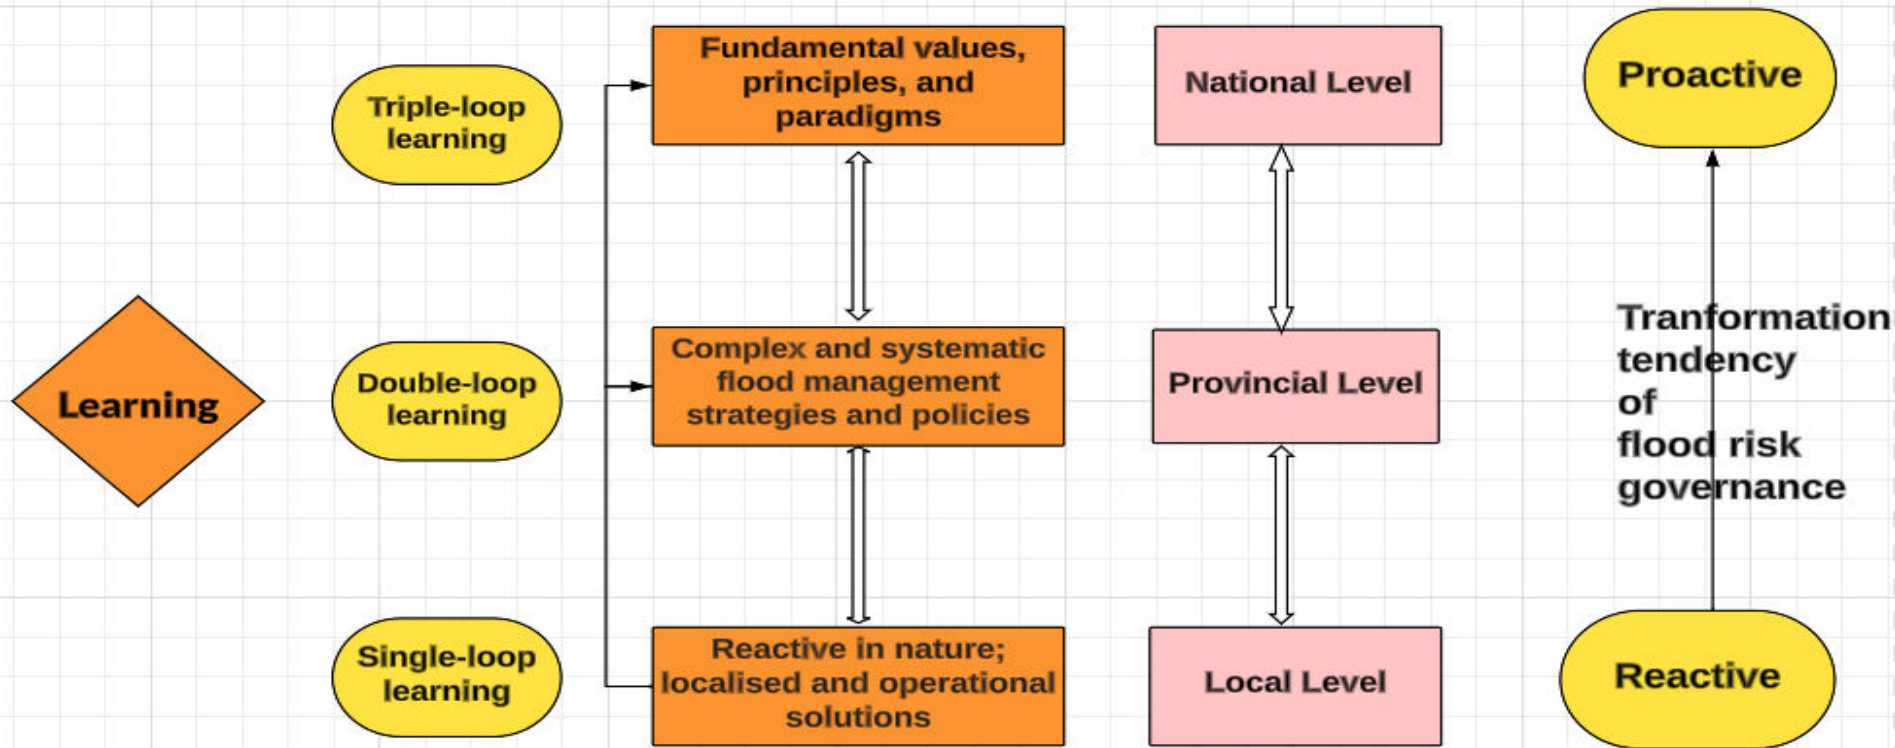 Triple-loop
learning
Fundamental values,
principles, and
paradigms
National Level
Proactive
Learning
Double-loop
learning
Complex and systematic
flood management
strategies and policies
Provincial Level
Tranformation
tendency
of
flood risk
governance
Single-loop
learning
Reactive in nature;
localised and operational
solutions
Local Level
Reactive